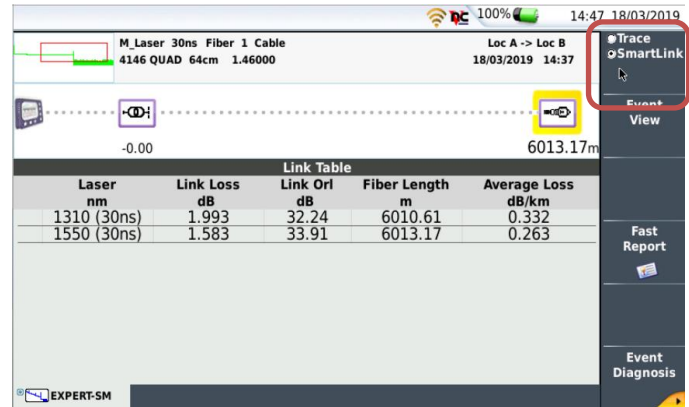 100% 14:47 18/03/2019
M_Laser 30ns Fiber 1 Cable
4146 QUAD 64cm 1.46000
Loc A -> Loc B
18/03/2019 14:37
Trace
SmartLink
Event
View
-0.00
6013.17m
Link Table
Laser Link Loss Link Orl Fiber Length Average Loss
nm dB dB m dB/km
1310 (30ns) 1.993 32.24 6010.61 0.332
1550 (30ns) 1.583 33.91 6013.17 0.263
Fast
Report
Event
Diagnosis
EXPERT-SM